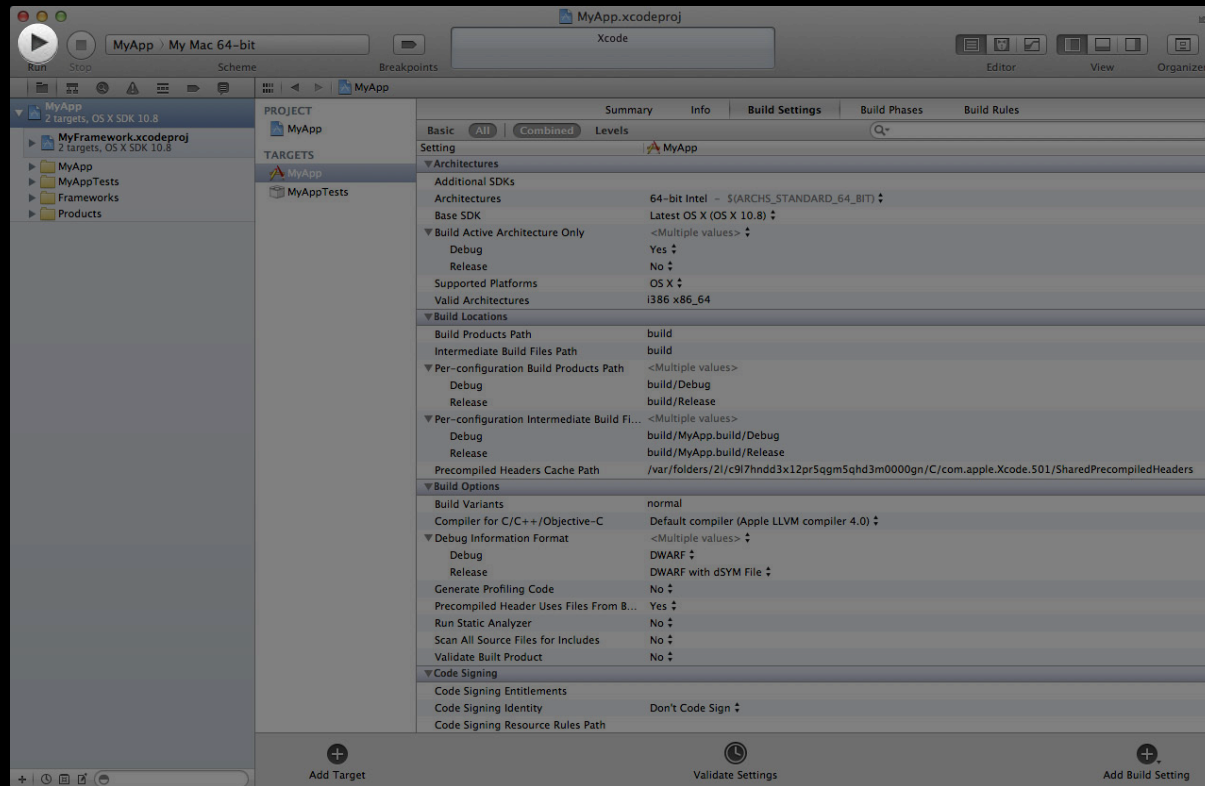 MyApp.xcodeproj
MyApp My Mac 64-bit
Xcode
Run Stop Scheme Breakpoints Editor View Organizer
MyApp
MyApp
2 targets, OS X SDK 10.8
MyFramework.xcodeproj
2 targets, OS X SDK 10.8
MyApp
MyAppTests
Frameworks
Products
PROJECT
MyApp
TARGETS
MyApp
MyAppTests
Summary Info Build Settings Build Phases Build Rules
Basic All Combined Levels
Setting MyApp
Architectures
Additional SDKs
Architectures 64-bit Intel - $(ARCHS_STANDARD_64_BIT)
Base SDK Latest OS X (OS X 10.8)
Build Active Architecture Only <Multiple values>
Debug Yes
Release No
Supported Platforms OS X
Valid Architectures i386 x86_64
Build Locations
Build Products Path build
Intermediate Build Files Path build
Per-configuration Build Products Path <Multiple values>
Debug build/Debug
Release build/Release
Per-configuration Intermediate Build Fi... <Multiple values>
Debug build/MyApp.build/Debug
Release build/MyApp.build/Release
Precompiled Headers Cache Path /var/folders/2l/c9l7hndd3x12pr5qgm5qhd3m0000gn/C/com.apple.Xcode.501/SharedPrecompiledHeaders
Build Options
Build Variants normal
Compiler for C/C++/Objective-C Default compiler (Apple LLVM compiler 4.0)
Debug Information Format <Multiple values>
Debug DWARF
Release DWARF with dSYM File
Generate Profiling Code No
Precompiled Header Uses Files From B... Yes
Run Static Analyzer No
Scan All Source Files for Includes No
Validate Built Product No
Code Signing
Code Signing Entitlements
Code Signing Identity Don't Code Sign
Code Signing Resource Rules Path
Add Target Validate Settings Add Build Setting